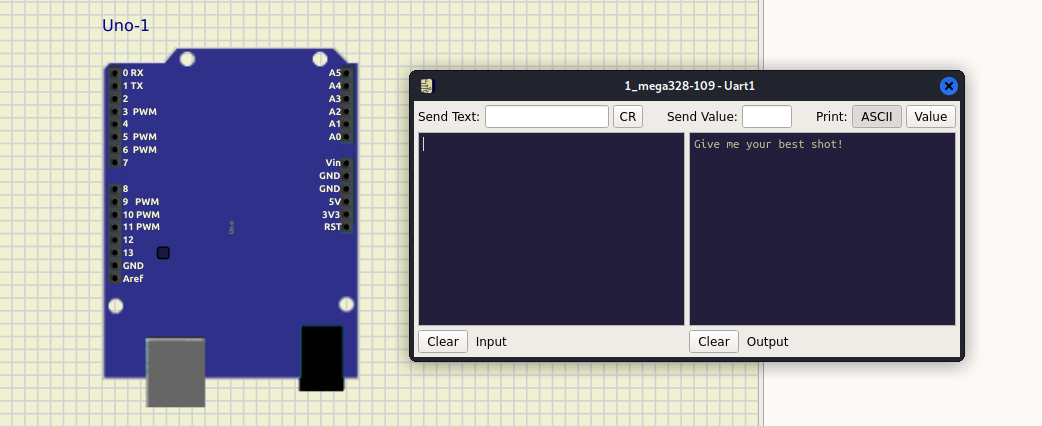 Uno-1
0 RX
1 TX
2
3 PWM
4
5 PWM
6 PWM
7
8
9 PWM
10 PWM
11 PWM
12
13
GND
Aref
A5
A4
A3
A2
A1
A0
Vin
GND
GND
5V
3V3
RST
Uno
1_mega328-109 - Uart1
Send Text: CR Send Value: Print: ASCII Value
Give me your best shot!
Clear Input Clear Output